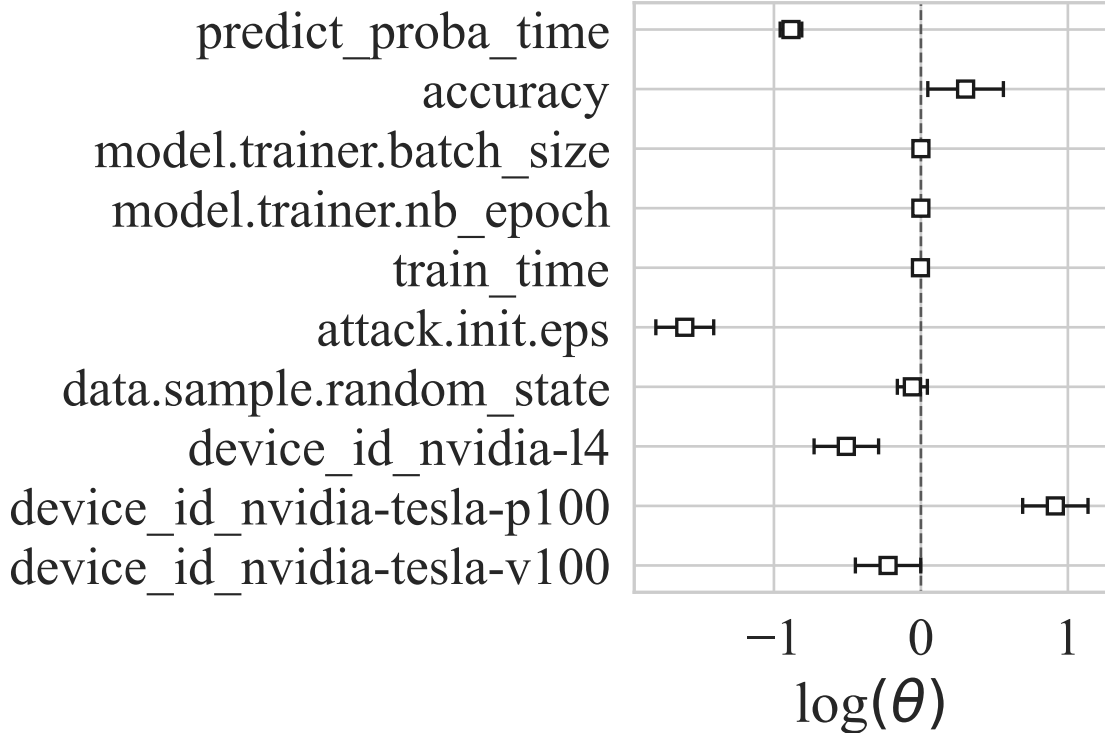 predict_proba_time
accuracy
model.trainer.batch_size
model.trainer.nb_epoch
train_time
attack.init.eps
data.sample.random_state
device_id_nvidia-l4
device_id_nvidia-tesla-p100
device_id_nvidia-tesla-v100
−1 0 1
log(θ)